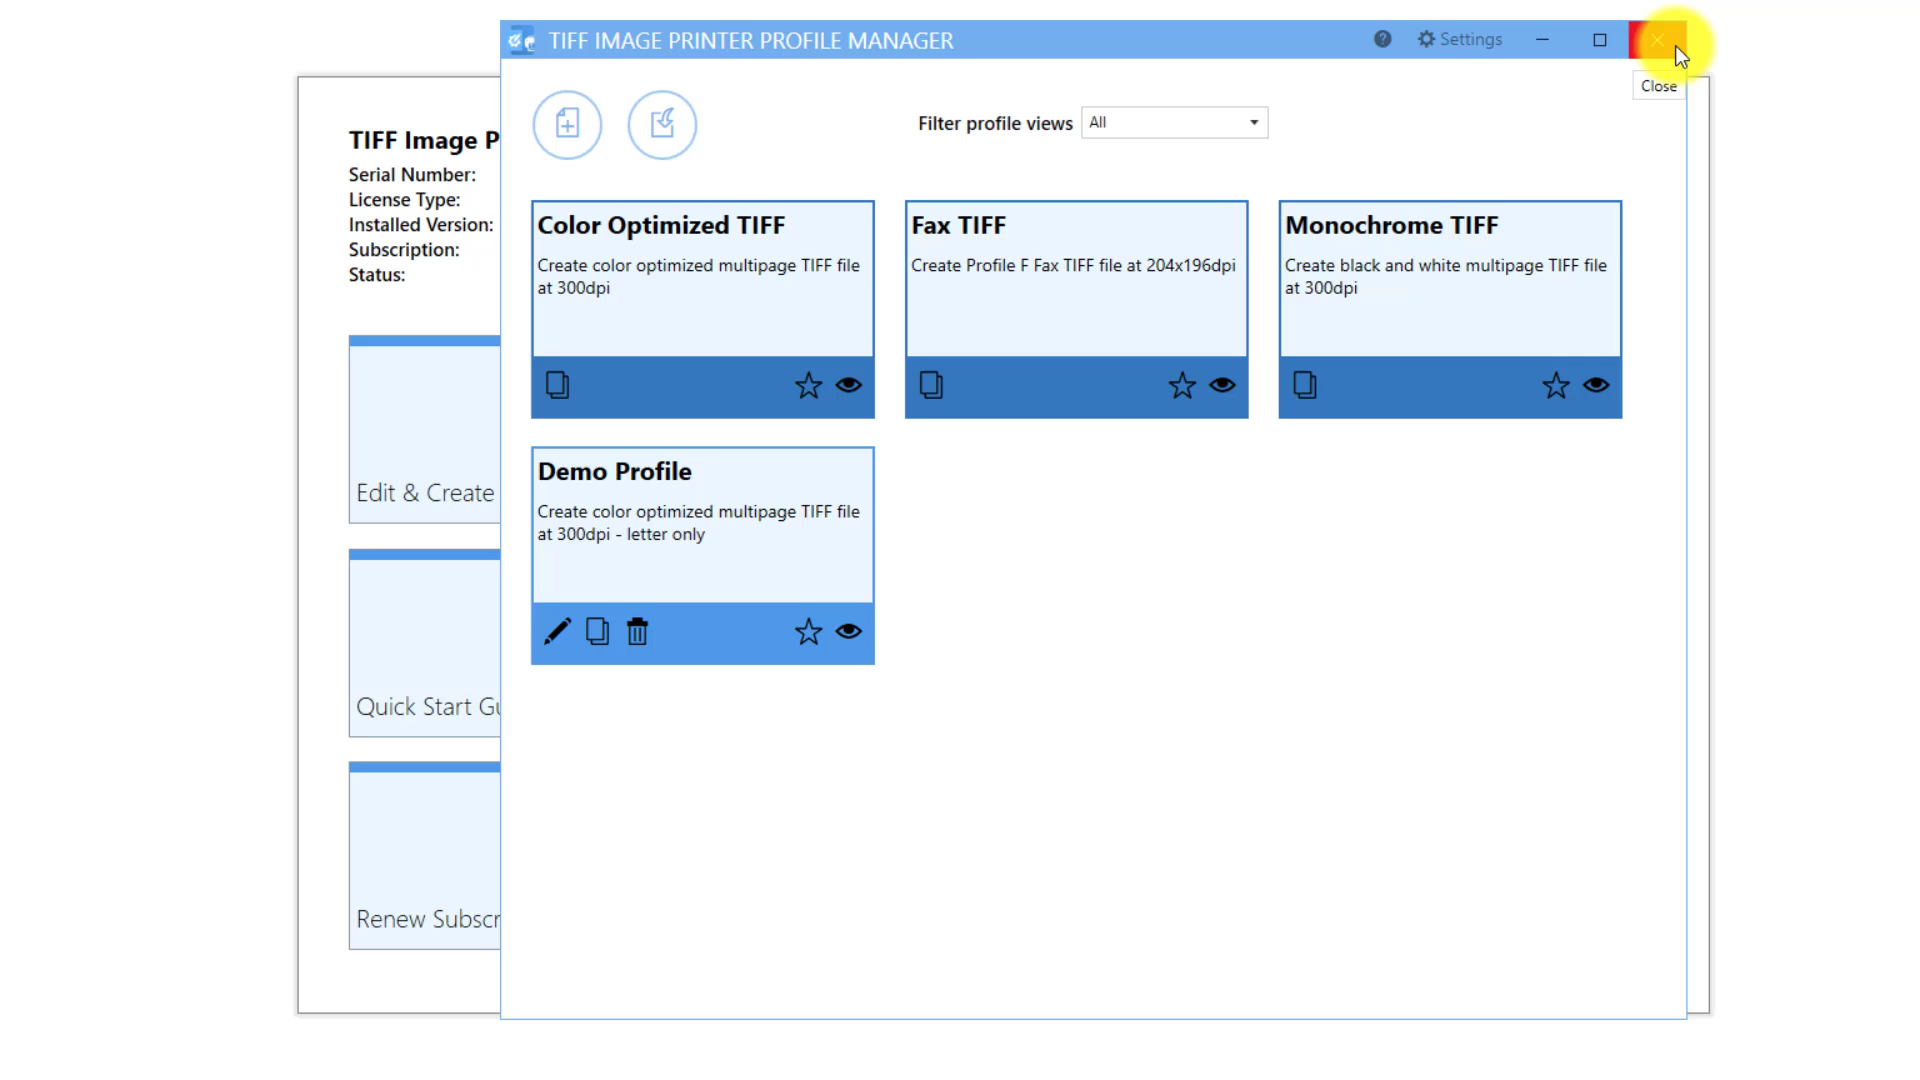 TIFF IMAGE PRINTER PROFILE MANAGER
Settings
Close
Filter profile views
All
TIFF Image P
Serial Number:
License Type:
Installed Version:
Subscription:
Status:
Edit & Create
Quick Start Gu
Renew Subscr
Color Optimized TIFF
Create color optimized multipage TIFF file
at 300dpi
Fax TIFF
Create Profile F Fax TIFF file at 204x196dpi
Monochrome TIFF
Create black and white multipage TIFF file
at 300dpi
Demo Profile
Create color optimized multipage TIFF file
at 300dpi - letter only